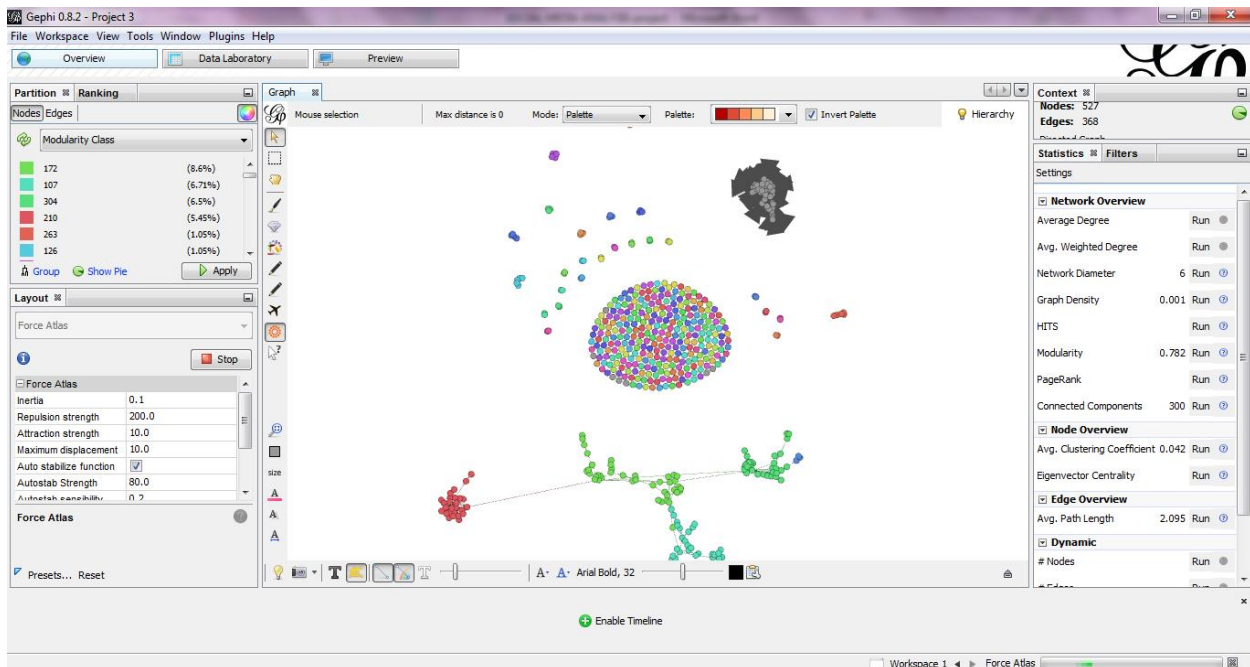 Gephi 0.8.2 - Project 3
File Workspace View Tools Window Plugins Help
Overview Data Laboratory Preview
Partition Ranking
Nodes Edges
Modularity Class
172 (8.6%)
107 (6.71%)
304 (6.5%)
210 (5.45%)
263 (1.05%)
126 (1.05%)
Group Show Pie Apply
Layout
Force Atlas
Stop
Force Atlas
Inertia 0.1
Repulsion strength 200.0
Attraction strength 10.0
Maximum displacement 10.0
Auto stabilize function
Autostab Strength 80.0
Autostab sensibility 0.2
Force Atlas
Presets... Reset
Graph
Mouse selection Max distance is 0 Mode: Palette Palette: Invert Palette Hierarchy
size
A
A
A
T T A- A- Arial Bold, 32
Context
Nodes: 527
Edges: 368
Directed Graph
Statistics Filters
Settings
Network Overview
Average Degree Run
Avg. Weighted Degree Run
Network Diameter 6 Run
Graph Density 0.001 Run
HITS Run
Modularity 0.782 Run
PageRank Run
Connected Components 300 Run
Node Overview
Avg. Clustering Coefficient 0.042 Run
Eigenvector Centrality Run
Edge Overview
Avg. Path Length 2.095 Run
Dynamic
# Nodes Run
# Edges Run
Enable Timeline
Workspace 1 Force Atlas